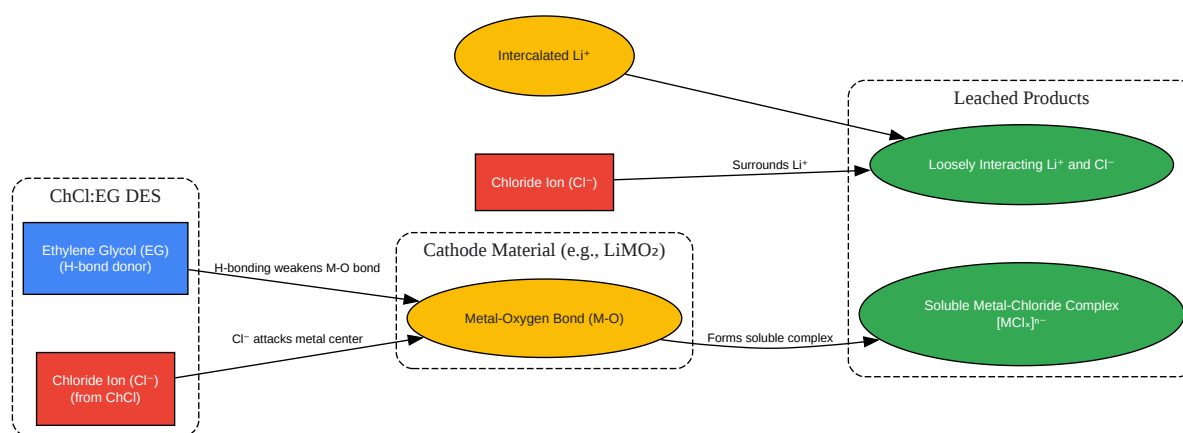 Intercalated Li⁺
Leached Products
Surrounds Li⁺
Loosely Interacting Li⁺ and Cl⁻
Chloride Ion (Cl⁻)
ChCl:EG DES
Ethylene Glycol (EG)
(H-bond donor)
H-bonding weakens M-O bond
Cathode Material (e.g., LiMO₂)
Metal-Oxygen Bond (M-O)
Cl⁻ attacks metal center
Forms soluble complex
Soluble Metal-Chloride Complex
[MClₓ]ⁿ⁻
Chloride Ion (Cl⁻)
(from ChCl)